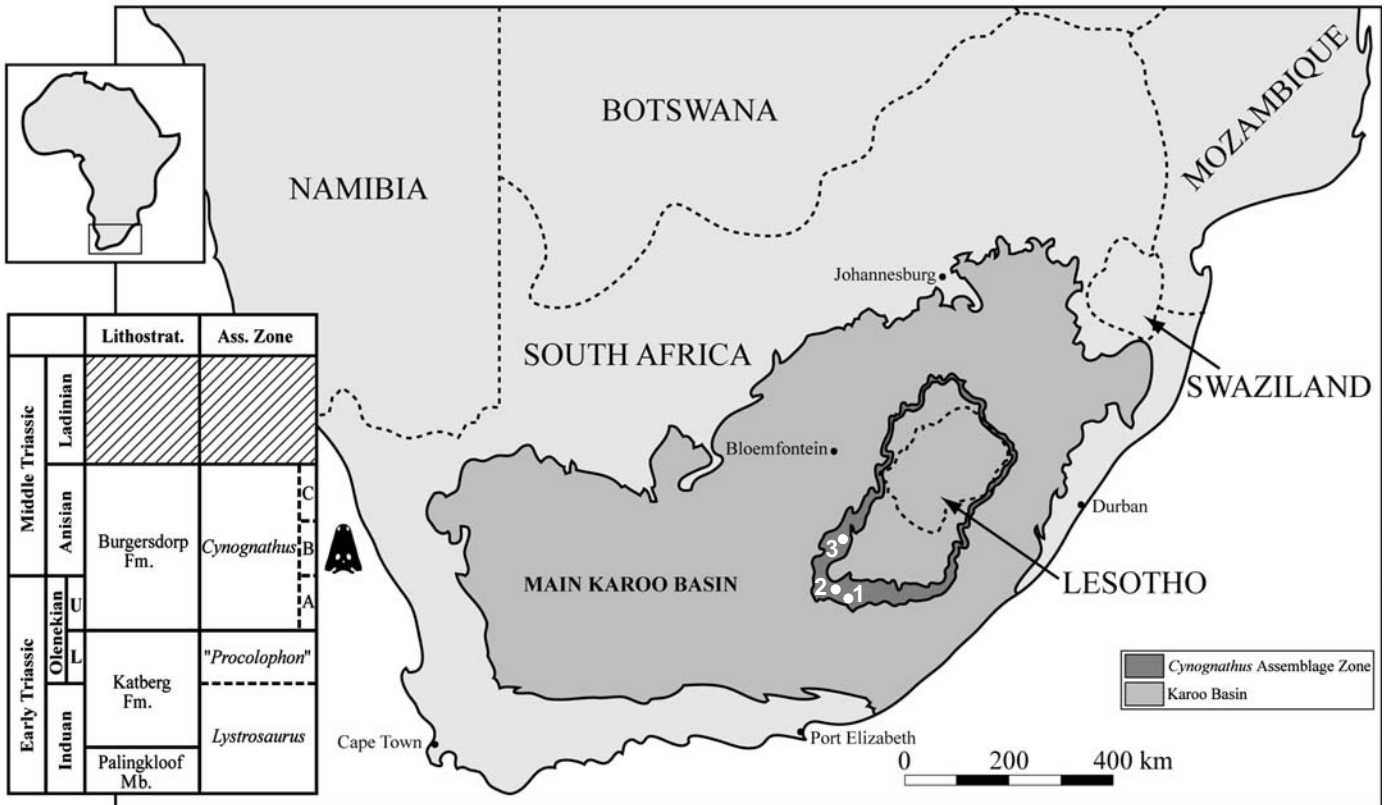 BOTSWANA
NAMIBIA
MOZAMBIQUE
Johannesburg
SOUTH AFRICA
SWAZILAND
Bloemfontein
Durban
3
MAIN KAROO BASIN
2
1
LESOTHO
Cape Town
Port Elizabeth
Cynognathus Assemblage Zone
Karoo Basin
0 200 400 km
Lithostrat. Ass. Zone
Middle Triassic
Ladinian
Anisian
Burgersdorp
Fm.
Cynognathus
C
B
A
Early Triassic
Olenekian
U
L
"Procolophon"
Katberg
Fm.
Induan
Lystrosaurus
Palingkloof
Mb.